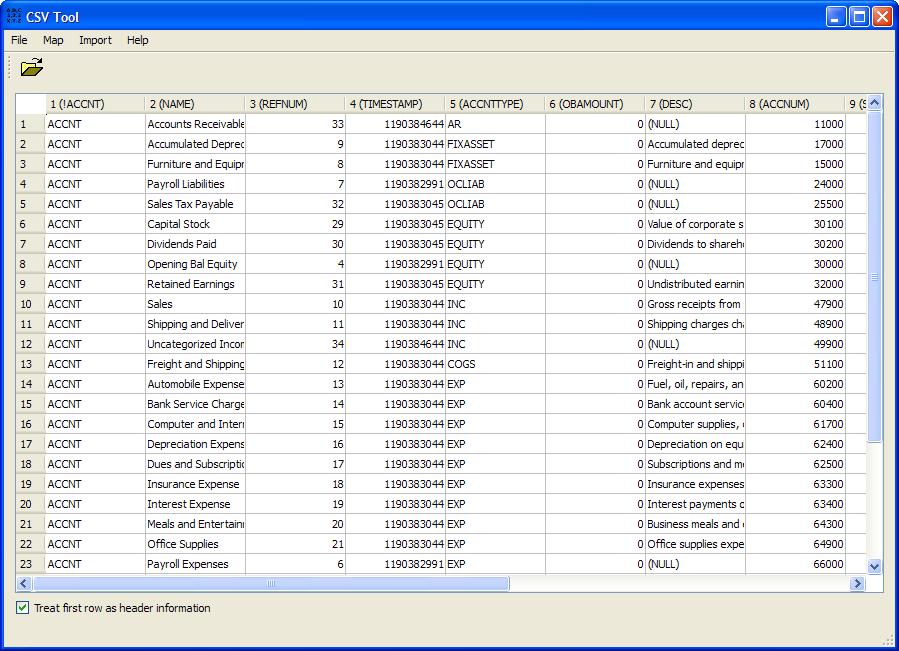 CSV Tool
File Map Import Help
1 (!ACCNT) 2 (NAME) 3 (REFNUM) 4 (TIMESTAMP) 5 (ACCNTTYPE) 6 (OBAMOUNT) 7 (DESC) 8 (ACCNUM) 9 (S
1 ACCNT Accounts Receivable 33 1190384644 AR 0 (NULL) 11000
2 ACCNT Accumulated Deprec 9 1190383044 FIXASSET 0 Accumulated deprec 17000
3 ACCNT Furniture and Equipr 8 1190383044 FIXASSET 0 Furniture and equipr 15000
4 ACCNT Payroll Liabilities 7 1190382991 OCLIAB 0 (NULL) 24000
5 ACCNT Sales Tax Payable 32 1190383045 OCLIAB 0 (NULL) 25500
6 ACCNT Capital Stock 29 1190383045 EQUITY 0 Value of corporate s 30100
7 ACCNT Dividends Paid 30 1190383045 EQUITY 0 Dividends to shareh 30200
8 ACCNT Opening Bal Equity 4 1190382991 EQUITY 0 (NULL) 30000
9 ACCNT Retained Earnings 31 1190383045 EQUITY 0 Undistributed earnin 32000
10 ACCNT Sales 10 1190383044 INC 0 Gross receipts from 47900
11 ACCNT Shipping and Deliver 11 1190383044 INC 0 Shipping charges cha 48900
12 ACCNT Uncategorized Incor 34 1190384644 INC 0 (NULL) 49900
13 ACCNT Freight and Shipping 12 1190383044 COGS 0 Freight-in and shippi 51100
14 ACCNT Automobile Expense 13 1190383044 EXP 0 Fuel, oil, repairs, an 60200
15 ACCNT Bank Service Charge 14 1190383044 EXP 0 Bank account service 60400
16 ACCNT Computer and Interr 15 1190383044 EXP 0 Computer supplies, 61700
17 ACCNT Depreciation Expens 16 1190383044 EXP 0 Depreciation on equ 62400
18 ACCNT Dues and Subscriptic 17 1190383044 EXP 0 Subscriptions and m 62500
19 ACCNT Insurance Expense 18 1190383044 EXP 0 Insurance expenses 63300
20 ACCNT Interest Expense 19 1190383044 EXP 0 Interest payments o 63400
21 ACCNT Meals and Entertain 20 1190383044 EXP 0 Business meals and 64300
22 ACCNT Office Supplies 21 1190383044 EXP 0 Office supplies expe 64900
23 ACCNT Payroll Expenses 6 1190382991 EXP 0 (NULL) 66000
Treat first row as header information